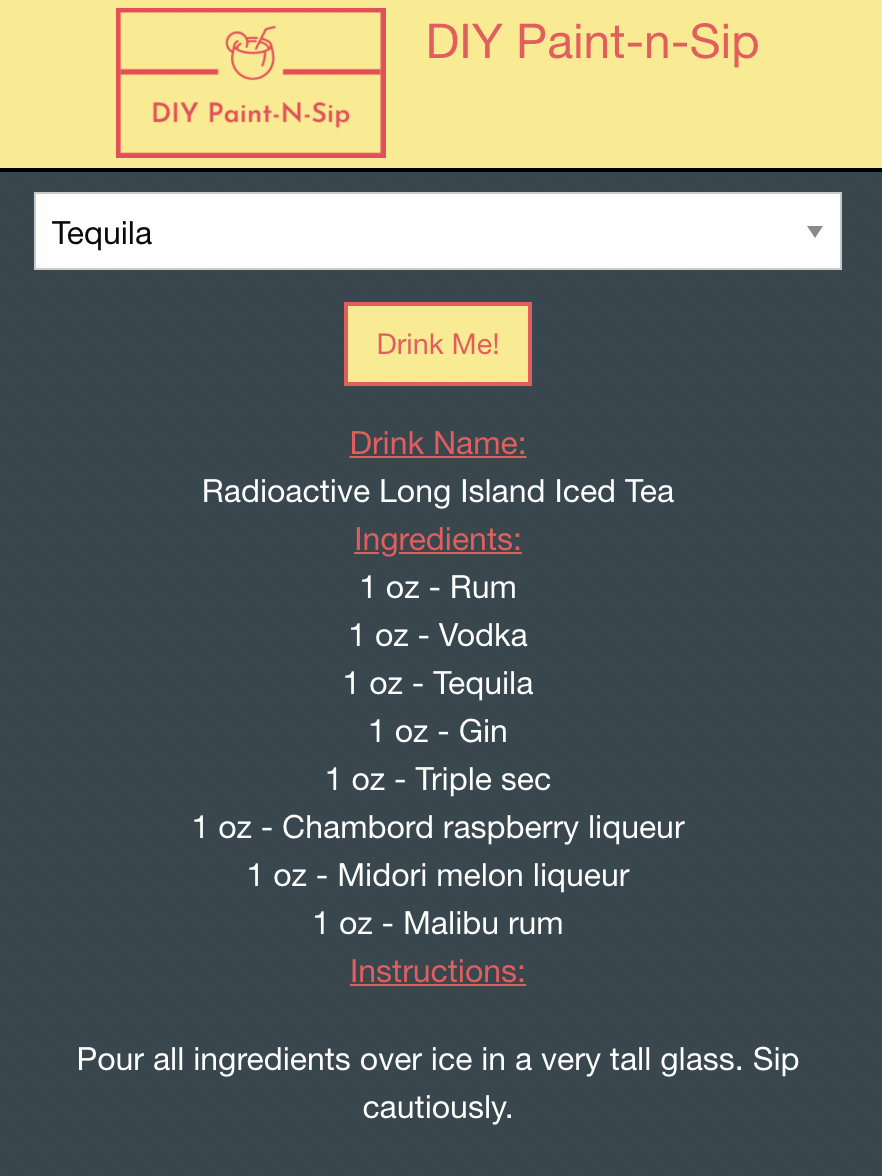 DIY Paint-N-Sip
DIY Paint-n-Sip
Tequila
Drink Me!
Drink Name:
Radioactive Long Island Iced Tea
Ingredients:
1 oz - Rum
1 oz - Vodka
1 oz - Tequila
1 oz - Gin
1 oz - Triple sec
1 oz - Chambord raspberry liqueur
1 oz - Midori melon liqueur
1 oz - Malibu rum
Instructions:
Pour all ingredients over ice in a very tall glass. Sip
cautiously.